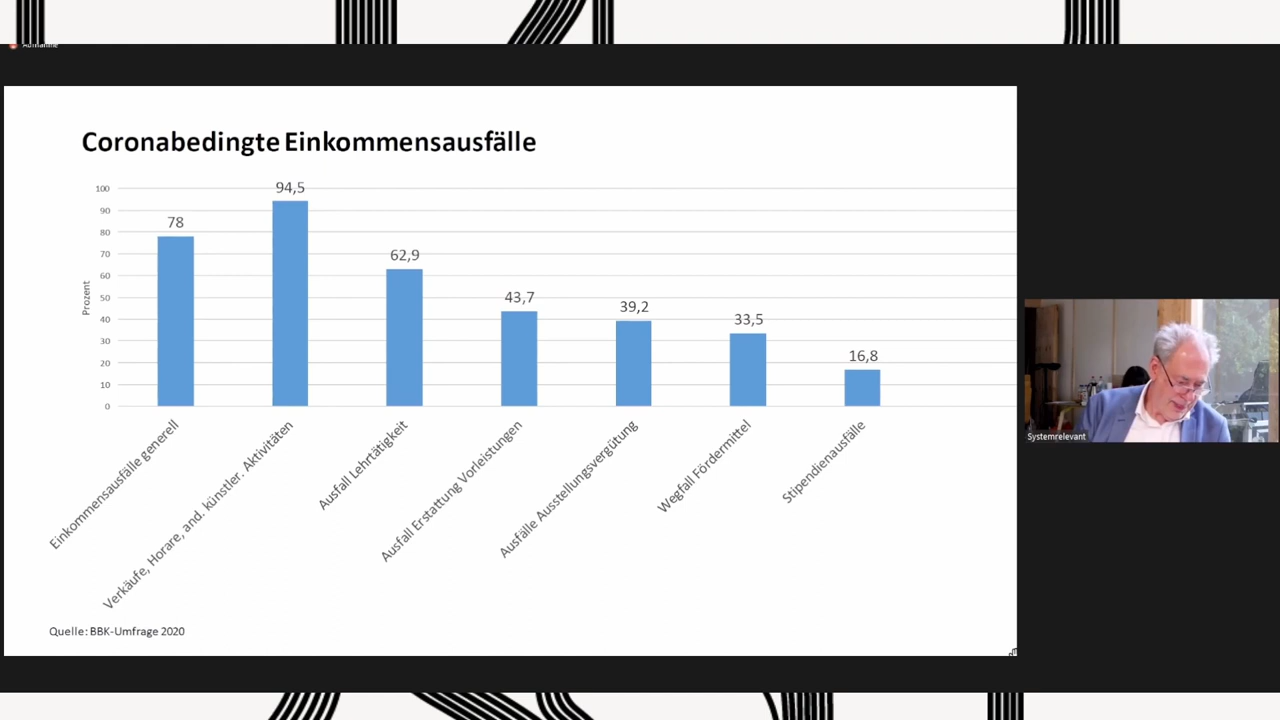 Aufnahme
Coronabedingte Einkommensausfälle
100
90
80
70
60
50
40
30
20
10
0
Prozent
78
94,5
62,9
43,7
39,2
33,5
16,8
Einkommensausfälle generell
Verkäufe, Horare, and. künstler. Aktivitäten
Ausfall Lehrtätigkeit
Ausfall Erstattung Vorleistungen
Ausfälle Ausstellungsvergütung
Wegfall Fördermittel
Stipendienausfälle
Quelle: BBK-Umfrage 2020
Systemrelevant